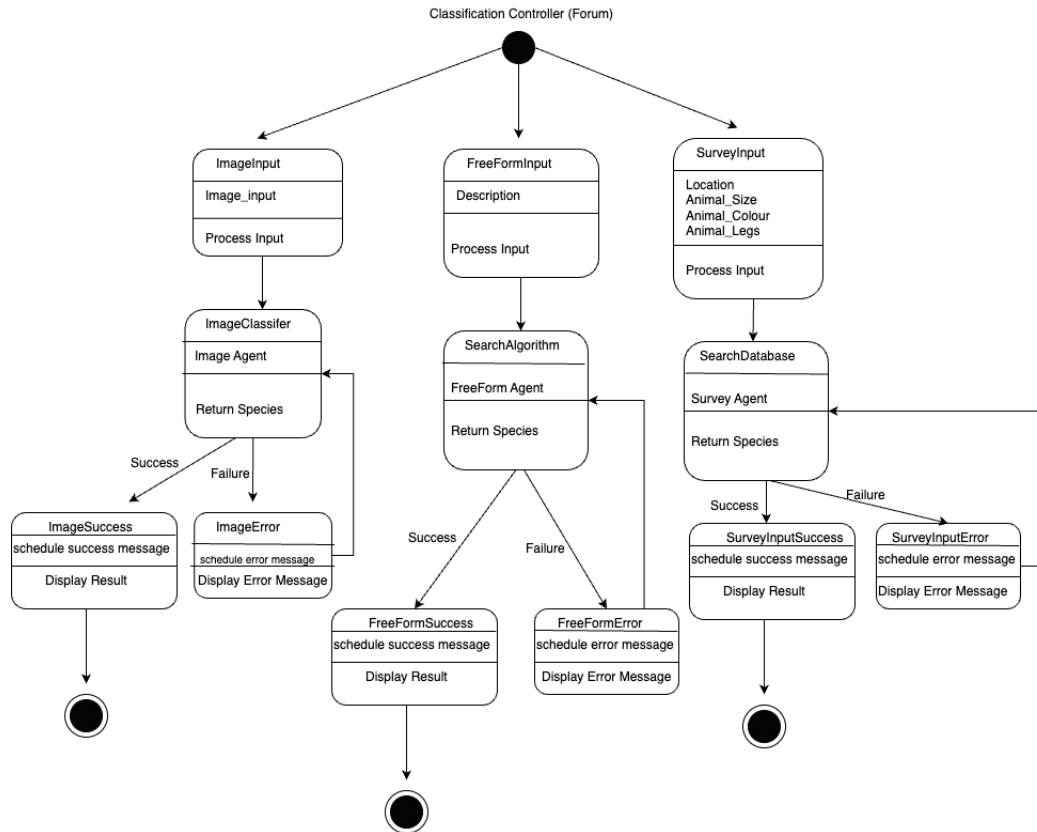 Classification Controller (Forum)
ImageInput
Image_input
Process Input
FreeFormInput
Description
Process Input
SurveyInput
Location
Animal_Size
Animal_Colour
Animal_Legs
Process Input
ImageClassifer
Image Agent
Return Species
SearchAlgorithm
FreeForm Agent
Return Species
SearchDatabase
Survey Agent
Return Species
Success
Failure
Success
Failure
Success
Failure
ImageSuccess
schedule success message
Display Result
ImageError
schedule error message
Display Error Message
FreeFormSuccess
schedule success message
Display Result
FreeFormError
schedule error message
Display Error Message
SurveyInputSuccess
schedule success message
Display Result
SurveyInputError
schedule error message
Display Error Message